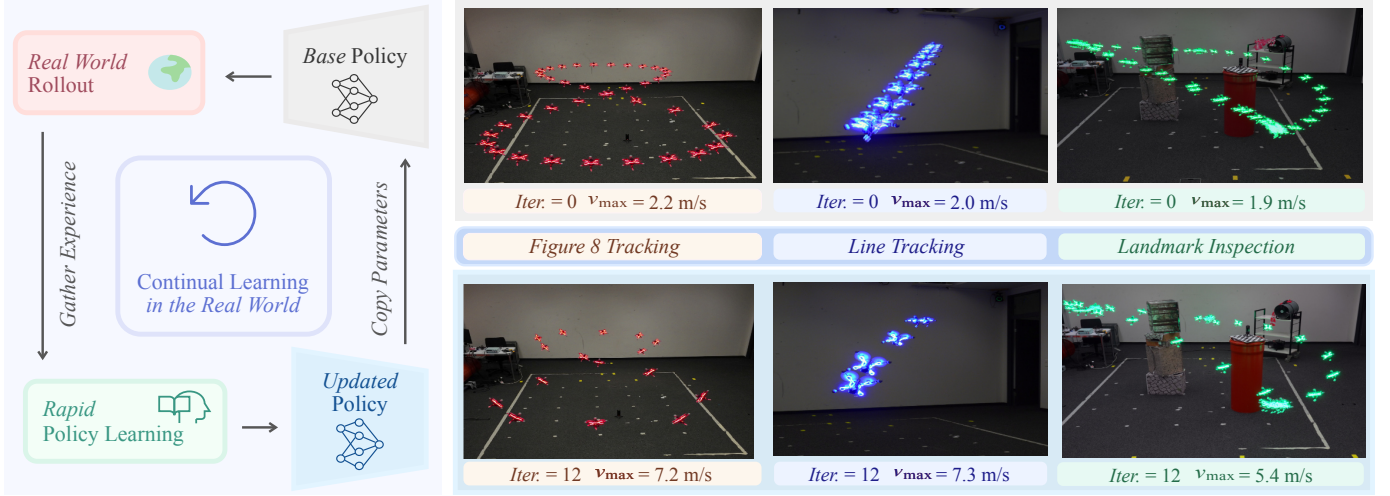 Real World
Rollout
Base Policy
Gather Experience
Continual Learning
in the Real World
Copy Parameters
Rapid
Policy Learning
Updated
Policy
Iter. = 0 vmax = 2.2 m/s
Iter. = 0 vmax = 2.0 m/s
Iter. = 0 vmax = 1.9 m/s
Figure 8 Tracking
Line Tracking
Landmark Inspection
Iter. = 12 vmax = 7.2 m/s
Iter. = 12 vmax = 7.3 m/s
Iter. = 12 vmax = 5.4 m/s